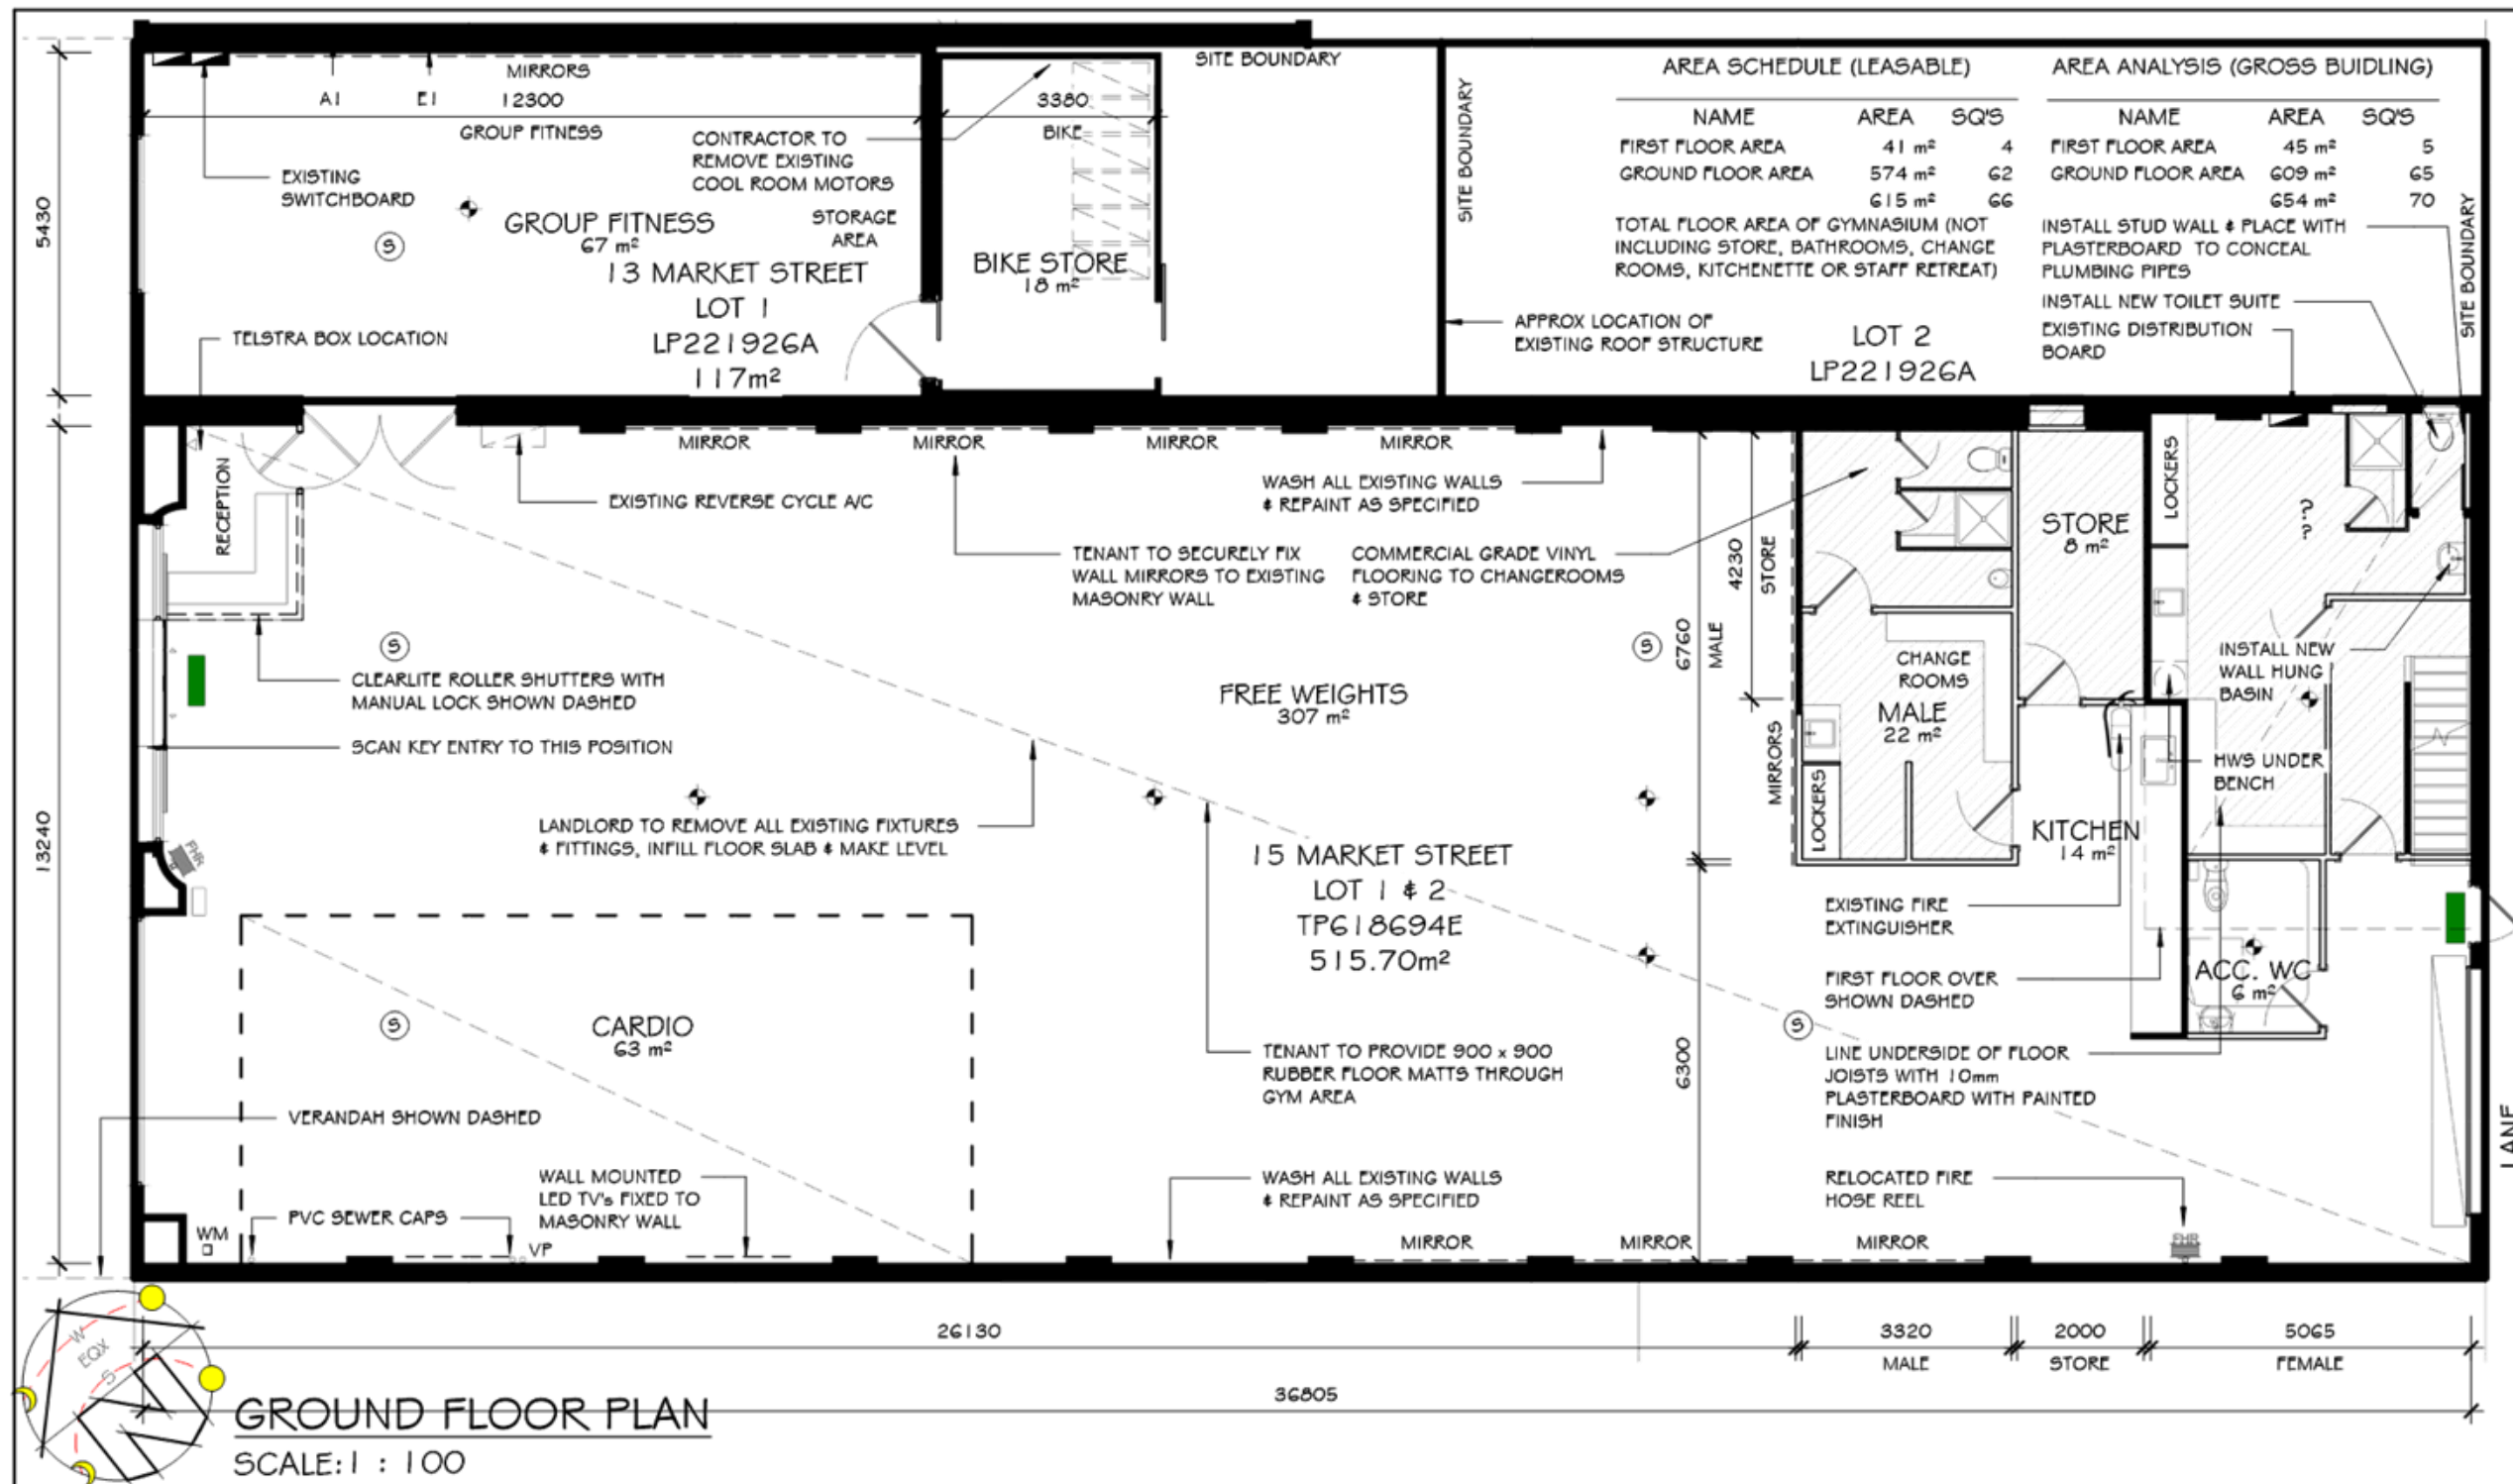 SITE BOUNDARY
MIRRORS
A1
E1
12300
3380
GROUP FITNESS
BIKE
CONTRACTOR TO
REMOVE EXISTING
COOL ROOM MOTORS
EXISTING
SWITCHBOARD
GROUP FITNESS
67 m²
STORAGE
AREA
BIKE STORE
18 m²
13 MARKET STREET
LOT 1
LP221926A
117m²
TELSTRA BOX LOCATION
5430
SITE BOUNDARY
AREA SCHEDULE (LEASABLE)
NAME AREA SQ'S
FIRST FLOOR AREA 41 m² 4
GROUND FLOOR AREA 574 m² 62
615 m² 66
TOTAL FLOOR AREA OF GYMNASIUM (NOT
INCLUDING STORE, BATHROOMS, CHANGE
ROOMS, KITCHENETTE OR STAFF RETREAT)
AREA ANALYSIS (GROSS BUIDLING)
NAME AREA SQ'S
FIRST FLOOR AREA 45 m² 5
GROUND FLOOR AREA 609 m² 65
654 m² 70
INSTALL STUD WALL & PLACE WITH
PLASTERBOARD TO CONCEAL
PLUMBING PIPES
INSTALL NEW TOILET SUITE
EXISTING DISTRIBUTION
BOARD
SITE BOUNDARY
APPROX LOCATION OF
EXISTING ROOF STRUCTURE
LOT 2
LP221926A
S
RECEPTION
MIRROR
MIRROR
MIRROR
MIRROR
EXISTING REVERSE CYCLE A/C
WASH ALL EXISTING WALLS
& REPAINT AS SPECIFIED
TENANT TO SECURELY FIX
WALL MIRRORS TO EXISTING
MASONRY WALL
COMMERCIAL GRADE VINYL
FLOORING TO CHANGEROOMS
& STORE
4230
STORE
6760
MALE
STORE
8 m²
LOCKERS
??
S
S
CLEARLITE ROLLER SHUTTERS WITH
MANUAL LOCK SHOWN DASHED
SCAN KEY ENTRY TO THIS POSITION
FREE WEIGHTS
307 m²
CHANGE
ROOMS
MALE
22 m²
MIRRORS
LOCKERS
INSTALL NEW
WALL HUNG
BASIN
HWS UNDER
BENCH
KITCHEN
14 m²
13240
FHR
LANDLORD TO REMOVE ALL EXISTING FIXTURES
& FITTINGS, INFILL FLOOR SLAB & MAKE LEVEL
15 MARKET STREET
LOT 1 & 2
TP618694E
515.70m²
EXISTING FIRE
EXTINGUISHER
FIRST FLOOR OVER
SHOWN DASHED
ACC. WC
6 m²
S
S
CARDIO
63 m²
TENANT TO PROVIDE 900 x 900
RUBBER FLOOR MATTS THROUGH
GYM AREA
6300
LINE UNDERSIDE OF FLOOR
JOISTS WITH 10mm
PLASTERBOARD WITH PAINTED
FINISH
LANE
VERANDAH SHOWN DASHED
WALL MOUNTED
LED TV's FIXED TO
MASONRY WALL
WASH ALL EXISTING WALLS
& REPAINT AS SPECIFIED
RELOCATED FIRE
HOSE REEL
PVC SEWER CAPS
WM
VP
MIRROR
MIRROR
MIRROR
FHR
26130
3320
2000
5065
MALE
STORE
FEMALE
36805
W
EQX
S
N
GROUND FLOOR PLAN
SCALE:1 : 100